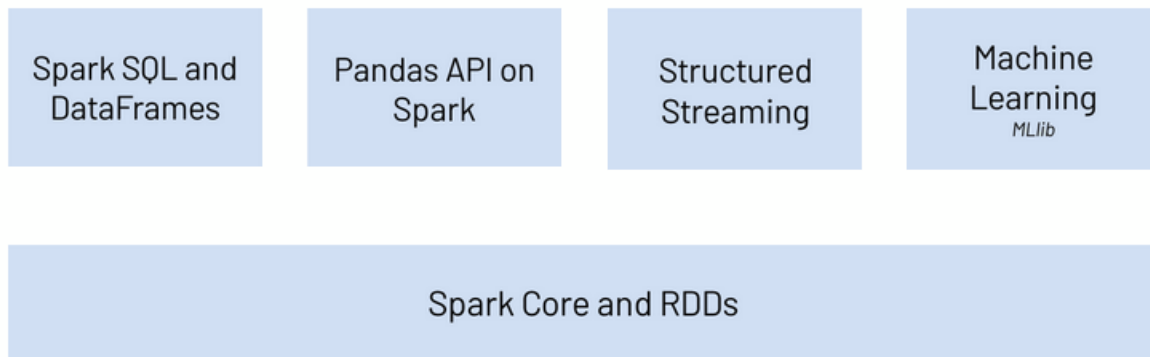 Spark SQL and
DataFrames
Pandas API on
Spark
Structured
Streaming
Machine
Learning
MLlib
Spark Core and RDDs